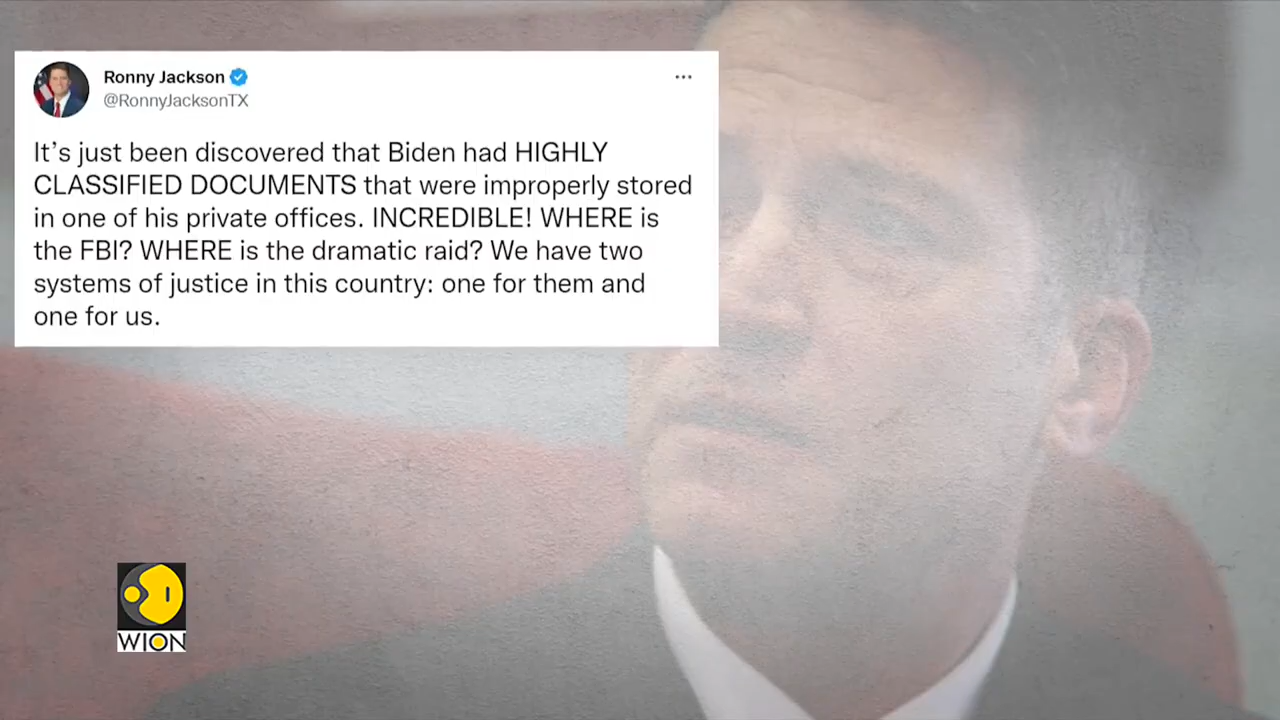 Ronny Jackson
@RonnyJacksonTX
It’s just been discovered that Biden had HIGHLY
CLASSIFIED DOCUMENTS that were improperly stored
in one of his private offices. INCREDIBLE! WHERE is
the FBI? WHERE is the dramatic raid? We have two
systems of justice in this country: one for them and
one for us.
WION